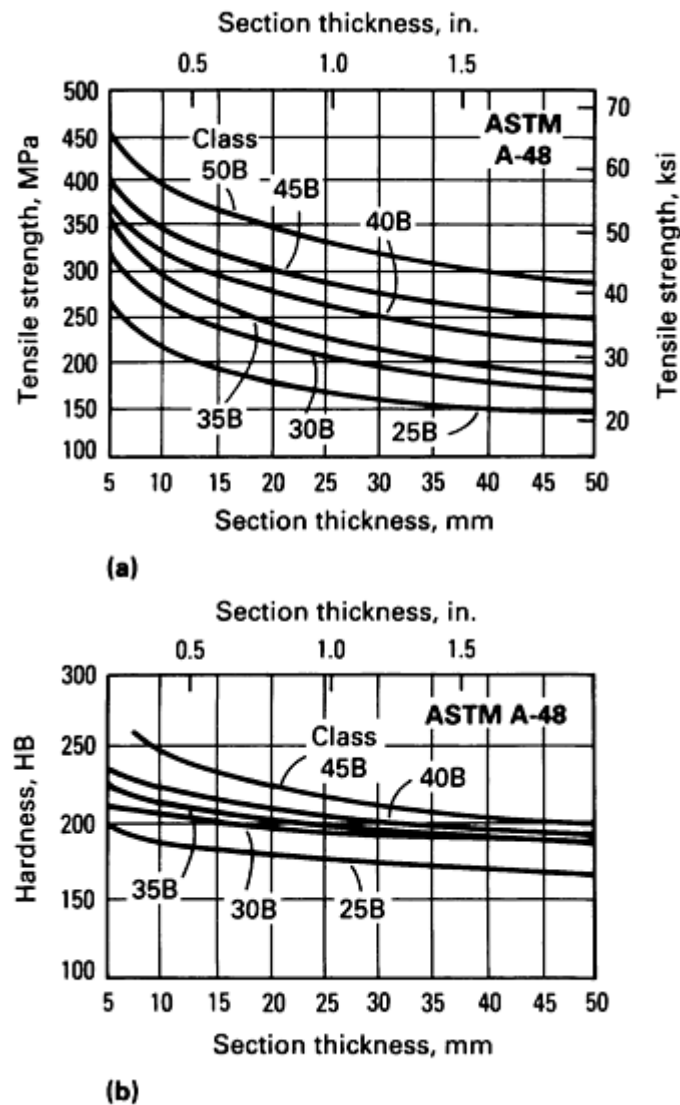 Section thickness, in.
0.5 1.0 1.5
500 450 400 350 300 250 200 150 100
Tensile strength, MPa
70 60 50 40 30 20
Tensile strength, ksi
ASTM
A-48
Class
50B
45B
40B
35B
30B
25B
5 10 15 20 25 30 35 40 45 50
Section thickness, mm
(a)
Section thickness, in.
0.5 1.0 1.5
300 250 200 150 100
Hardness, HB
ASTM A-48
Class
45B
40B
35B
30B
25B
5 10 15 20 25 30 35 40 45 50
Section thickness, mm
(b)